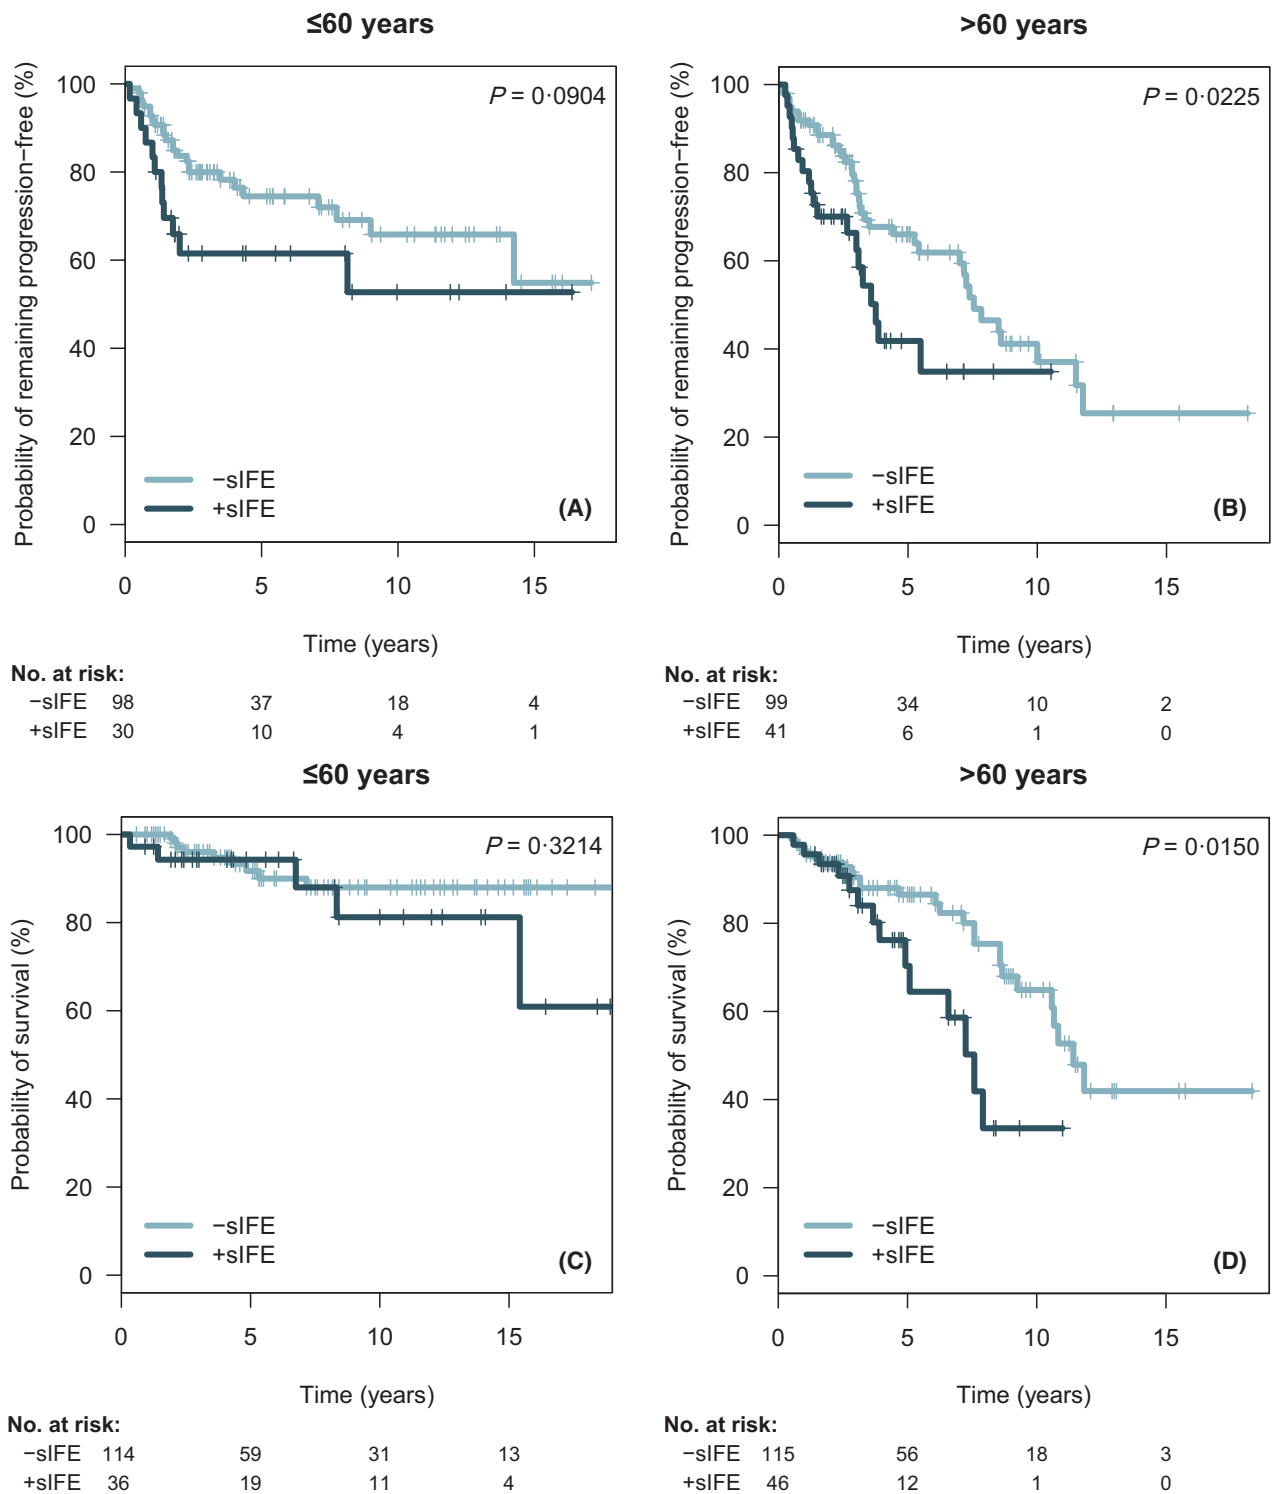 ≤60 years
Probability of remaining progression−free (%)
100
80
60
40
20
0
P = 0·0904
−sIFE
+sIFE
(A)
0 5 10 15
Time (years)
No. at risk:
−sIFE 98 37 18 4
+sIFE 30 10 4 1
>60 years
Probability of remaining progression−free (%)
100
80
60
40
20
0
P = 0·0225
−sIFE
+sIFE
(B)
0 5 10 15
Time (years)
No. at risk:
−sIFE 99 34 10 2
+sIFE 41 6 1 0
≤60 years
Probability of survival (%)
100
80
60
40
20
0
P = 0·3214
−sIFE
+sIFE
(C)
0 5 10 15
Time (years)
No. at risk:
−sIFE 114 59 31 13
+sIFE 36 19 11 4
>60 years
Probability of survival (%)
100
80
60
40
20
0
P = 0·0150
−sIFE
+sIFE
(D)
0 5 10 15
Time (years)
No. at risk:
−sIFE 115 56 18 3
+sIFE 46 12 1 0